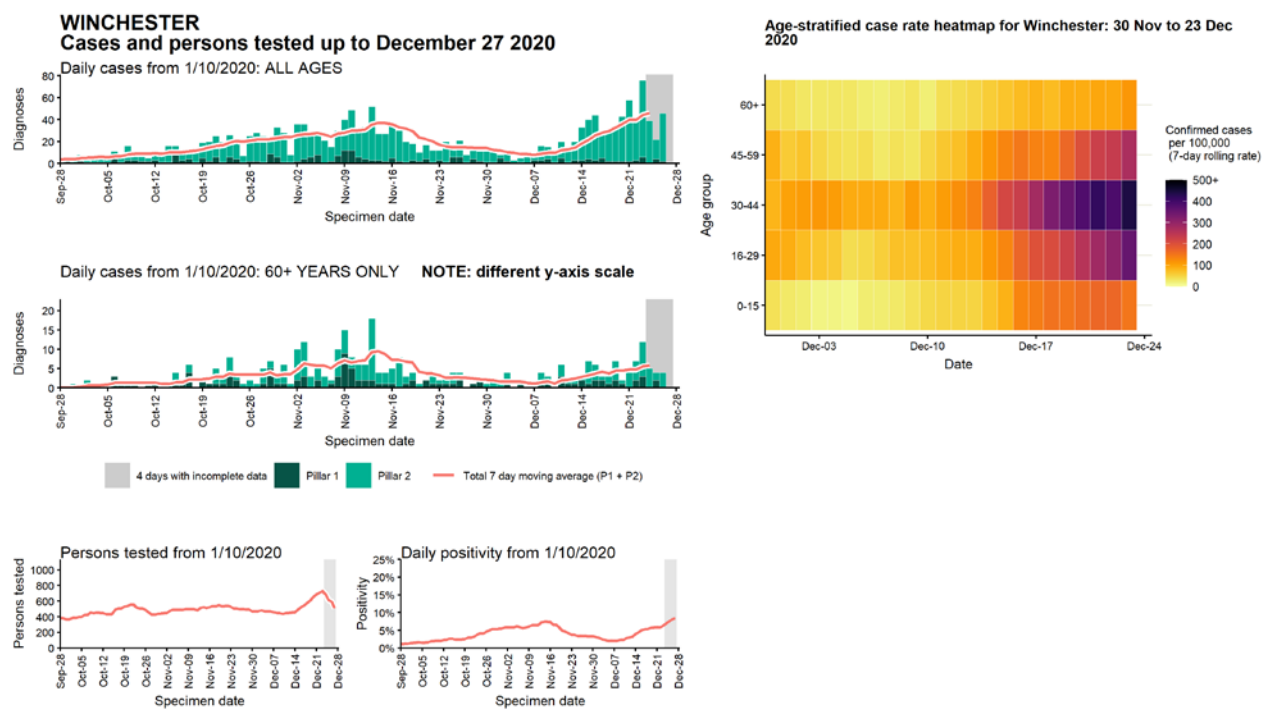 WINCHESTER
Cases and persons tested up to December 27 2020
Daily cases from 1/10/2020: ALL AGES
Diagnoses
80
60
40
20
0
Sep-28
Oct-05
Oct-12
Oct-19
Oct-26
Nov-02
Nov-09
Nov-16
Nov-23
Nov-30
Dec-07
Dec-14
Dec-21
Dec-28
Specimen date
Daily cases from 1/10/2020: 60+ YEARS ONLY NOTE: different y-axis scale
Diagnoses
20
15
10
5
0
Sep-28
Oct-05
Oct-12
Oct-19
Oct-26
Nov-02
Nov-09
Nov-16
Nov-23
Nov-30
Dec-07
Dec-14
Dec-21
Dec-28
Specimen date
4 days with incomplete data Pillar 1 Pillar 2 Total 7 day moving average (P1 + P2)
Persons tested from 1/10/2020
Persons tested
1000
800
600
400
200
0
Sep-28
Oct-05
Oct-12
Oct-19
Oct-26
Nov-02
Nov-09
Nov-16
Nov-23
Nov-30
Dec-07
Dec-14
Dec-21
Dec-28
Specimen date
Daily positivity from 1/10/2020
Positivity
25%
20%
15%
10%
5%
0%
Sep-28
Oct-05
Oct-12
Oct-19
Oct-26
Nov-02
Nov-09
Nov-16
Nov-23
Nov-30
Dec-07
Dec-14
Dec-21
Dec-28
Specimen date
Age-stratified case rate heatmap for Winchester: 30 Nov to 23 Dec
2020
Age group
60+
45-59
30-44
16-29
0-15
Dec-03
Dec-10
Dec-17
Dec-24
Date
Confirmed cases
per 100,000
(7-day rolling rate)
500+
400
300
200
100
0